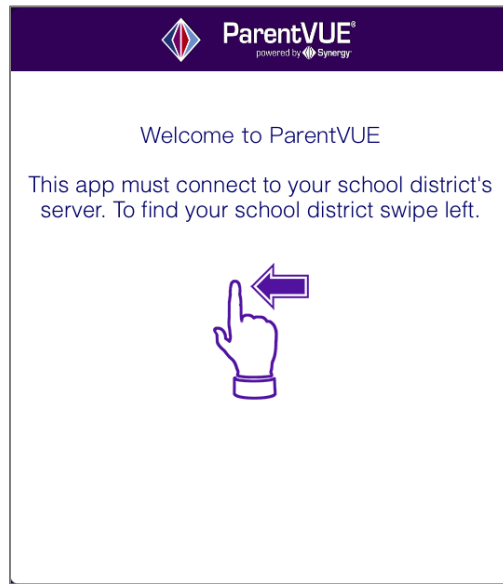 ParentVUE®
powered by Synergy®
Welcome to ParentVUE
This app must connect to your school district's
server. To find your school district swipe left.